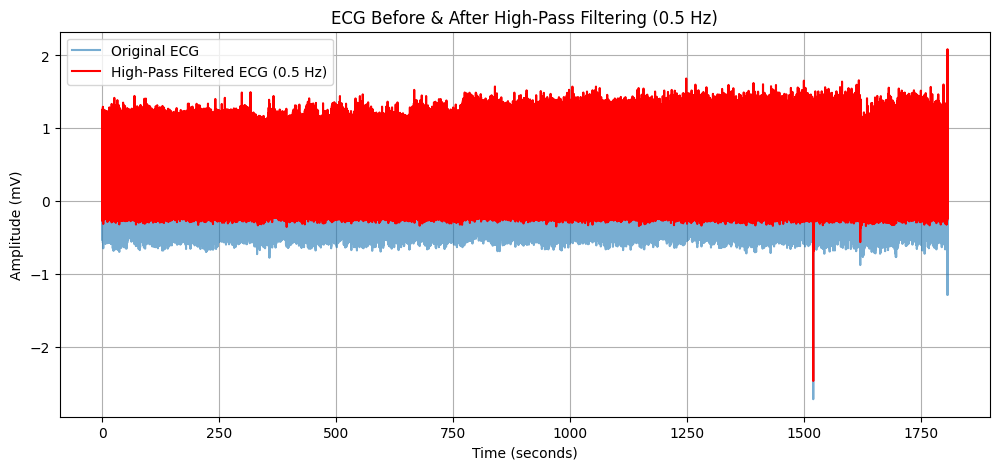 ECG Before & After High-Pass Filtering (0.5 Hz)
Original ECG
High-Pass Filtered ECG (0.5 Hz)
Amplitude (mV)
2
1
0
−1
−2
0 250 500 750 1000 1250 1500 1750
Time (seconds)